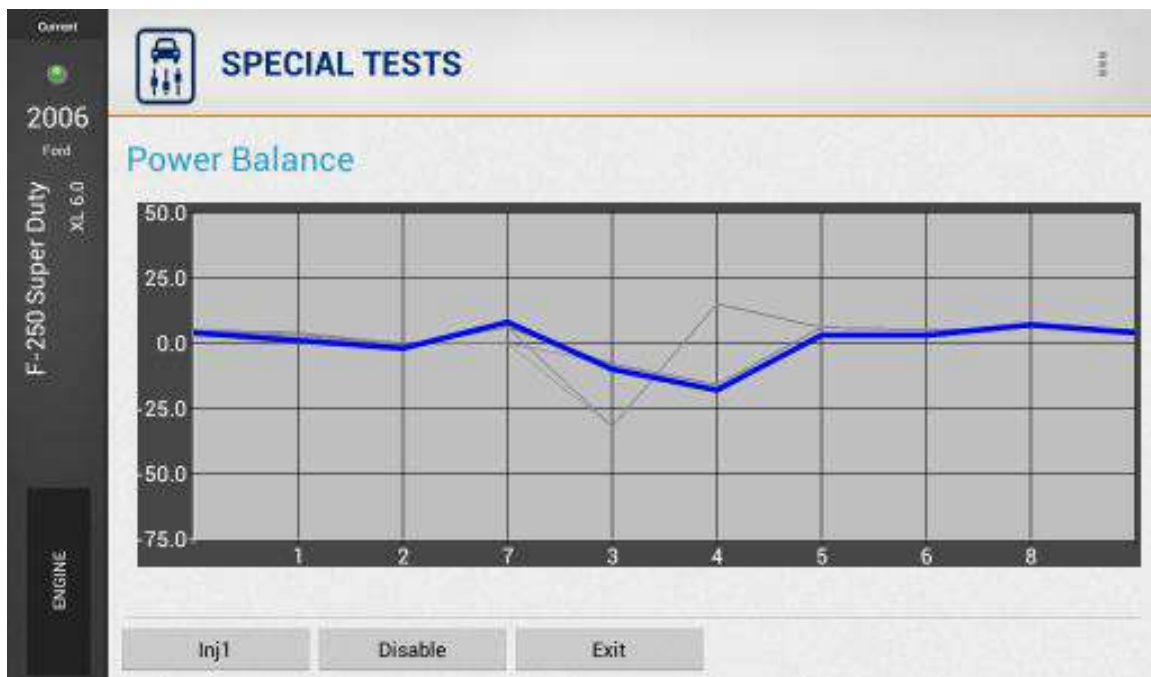 Current
2006
Ford
F-250 Super Duty
XL 6.0
ENGINE
SPECIAL TESTS
Power Balance
50.0
25.0
0.0
-25.0
-50.0
-75.0
1 2 7 3 4 5 6 8
Inj1 Disable Exit